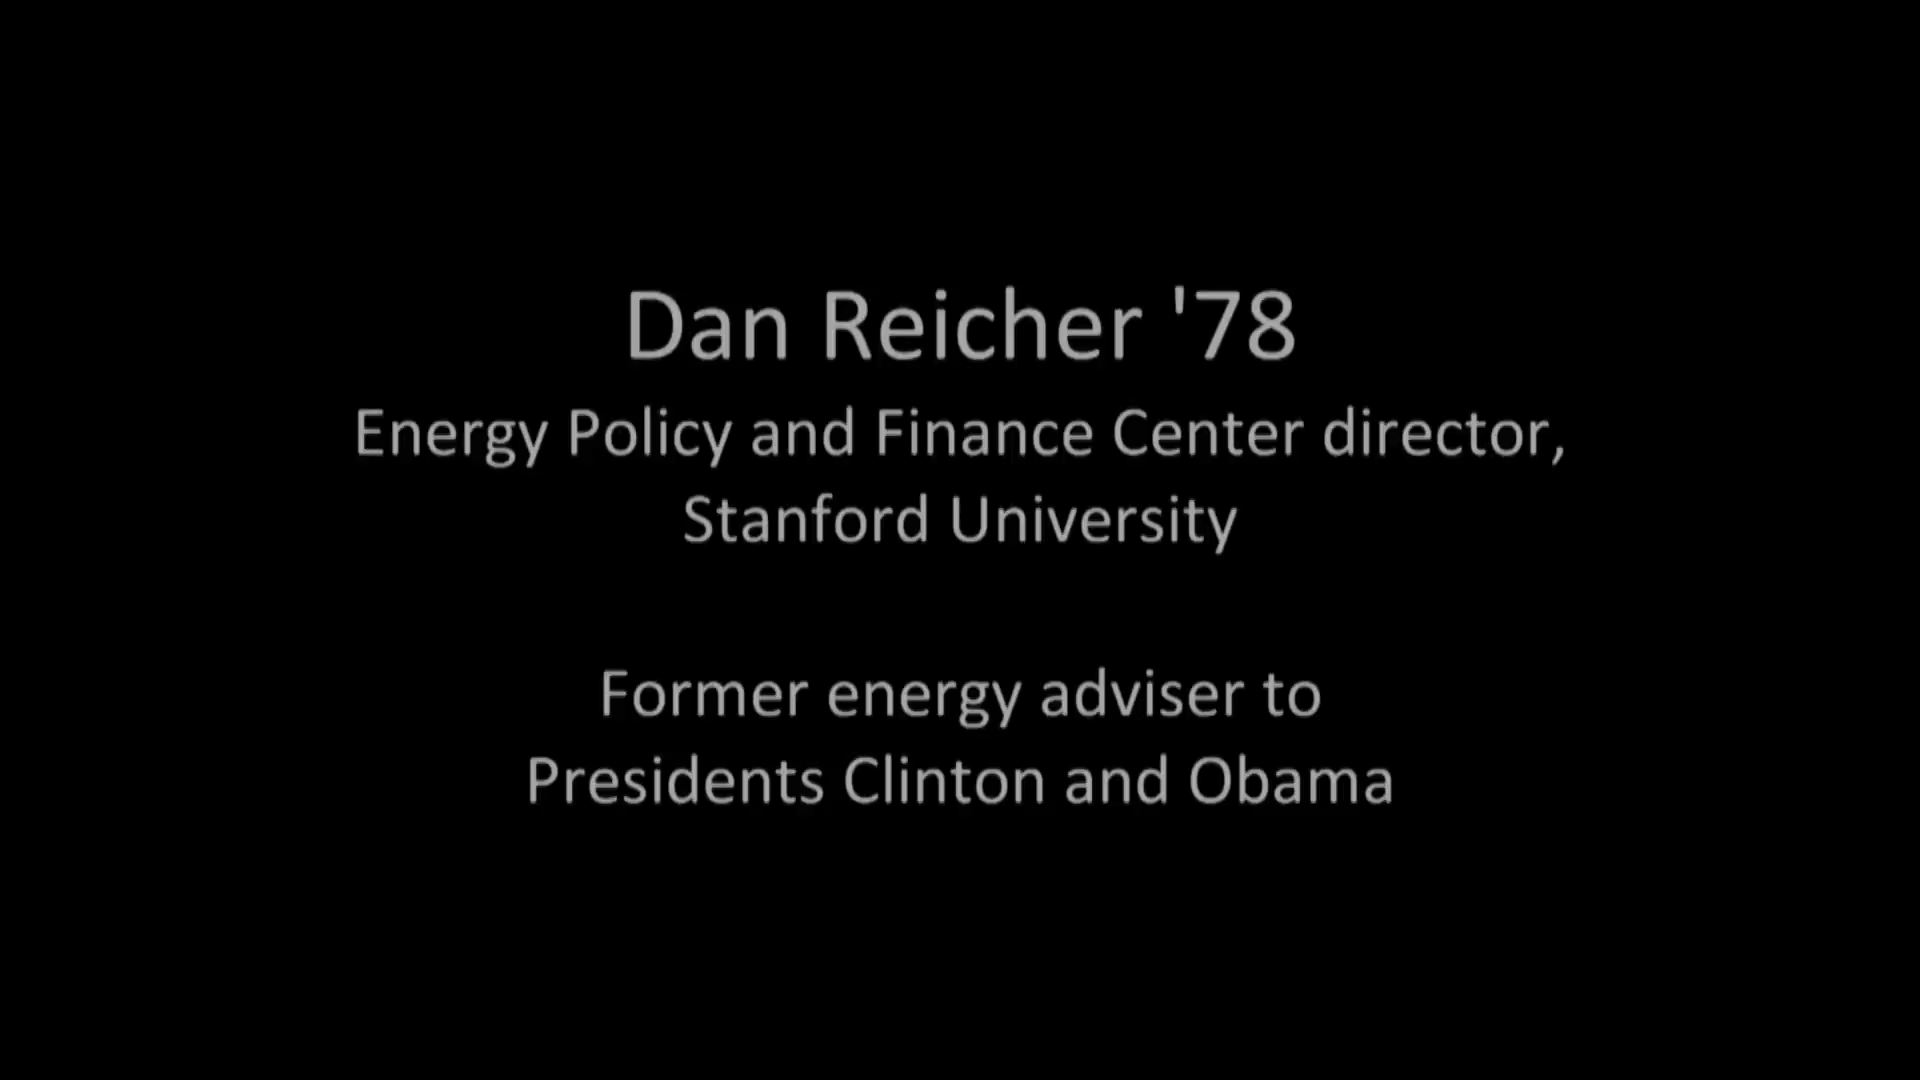 Dan Reicher '78
Energy Policy and Finance Center director,
Stanford University
Former energy adviser to
Presidents Clinton and Obama